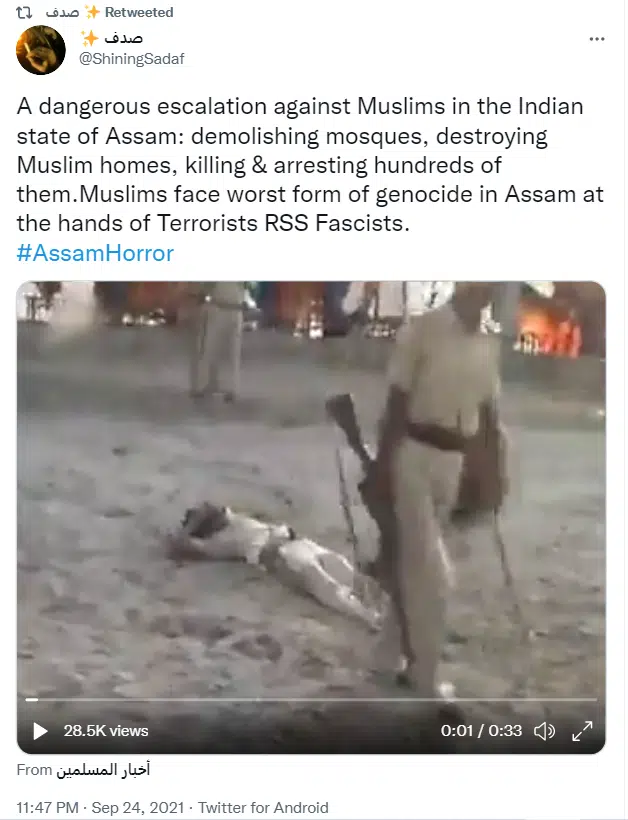 صدف ✨ Retweeted
صدف ✨
@ShiningSadaf
A dangerous escalation against Muslims in the Indian
state of Assam: demolishing mosques, destroying
Muslim homes, killing & arresting hundreds of
them.Muslims face worst form of genocide in Assam at
the hands of Terrorists RSS Fascists.
#AssamHorror
28.5K views
0:01 / 0:33
From أخبار المسلمين
11:47 PM · Sep 24, 2021 · Twitter for Android